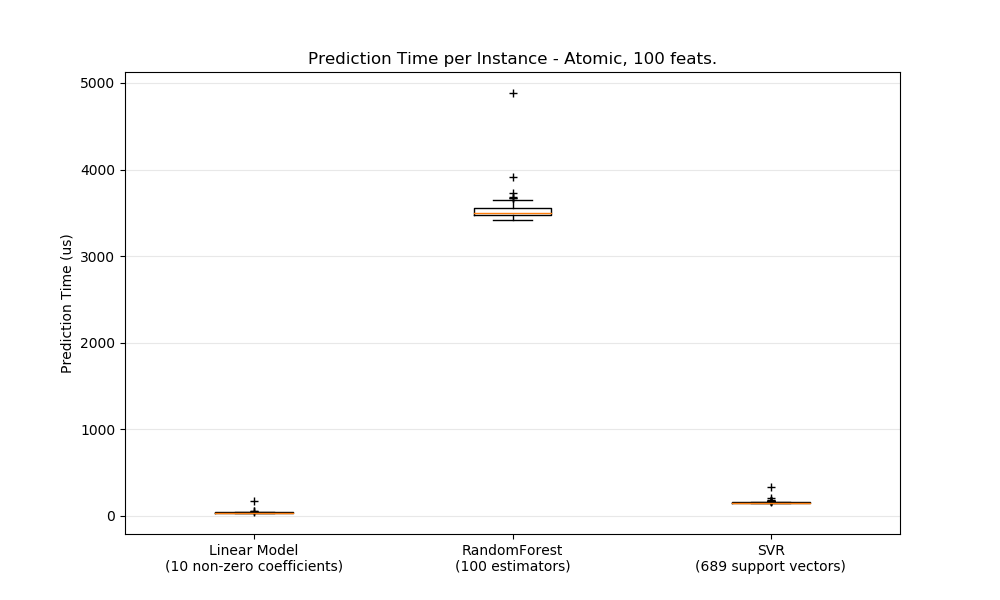 Prediction Time per Instance - Atomic, 100 feats.
5000
4000
3000
2000
1000
0
Prediction Time (us)
Linear Model
(10 non-zero coefficients)
RandomForest
(100 estimators)
SVR
(689 support vectors)